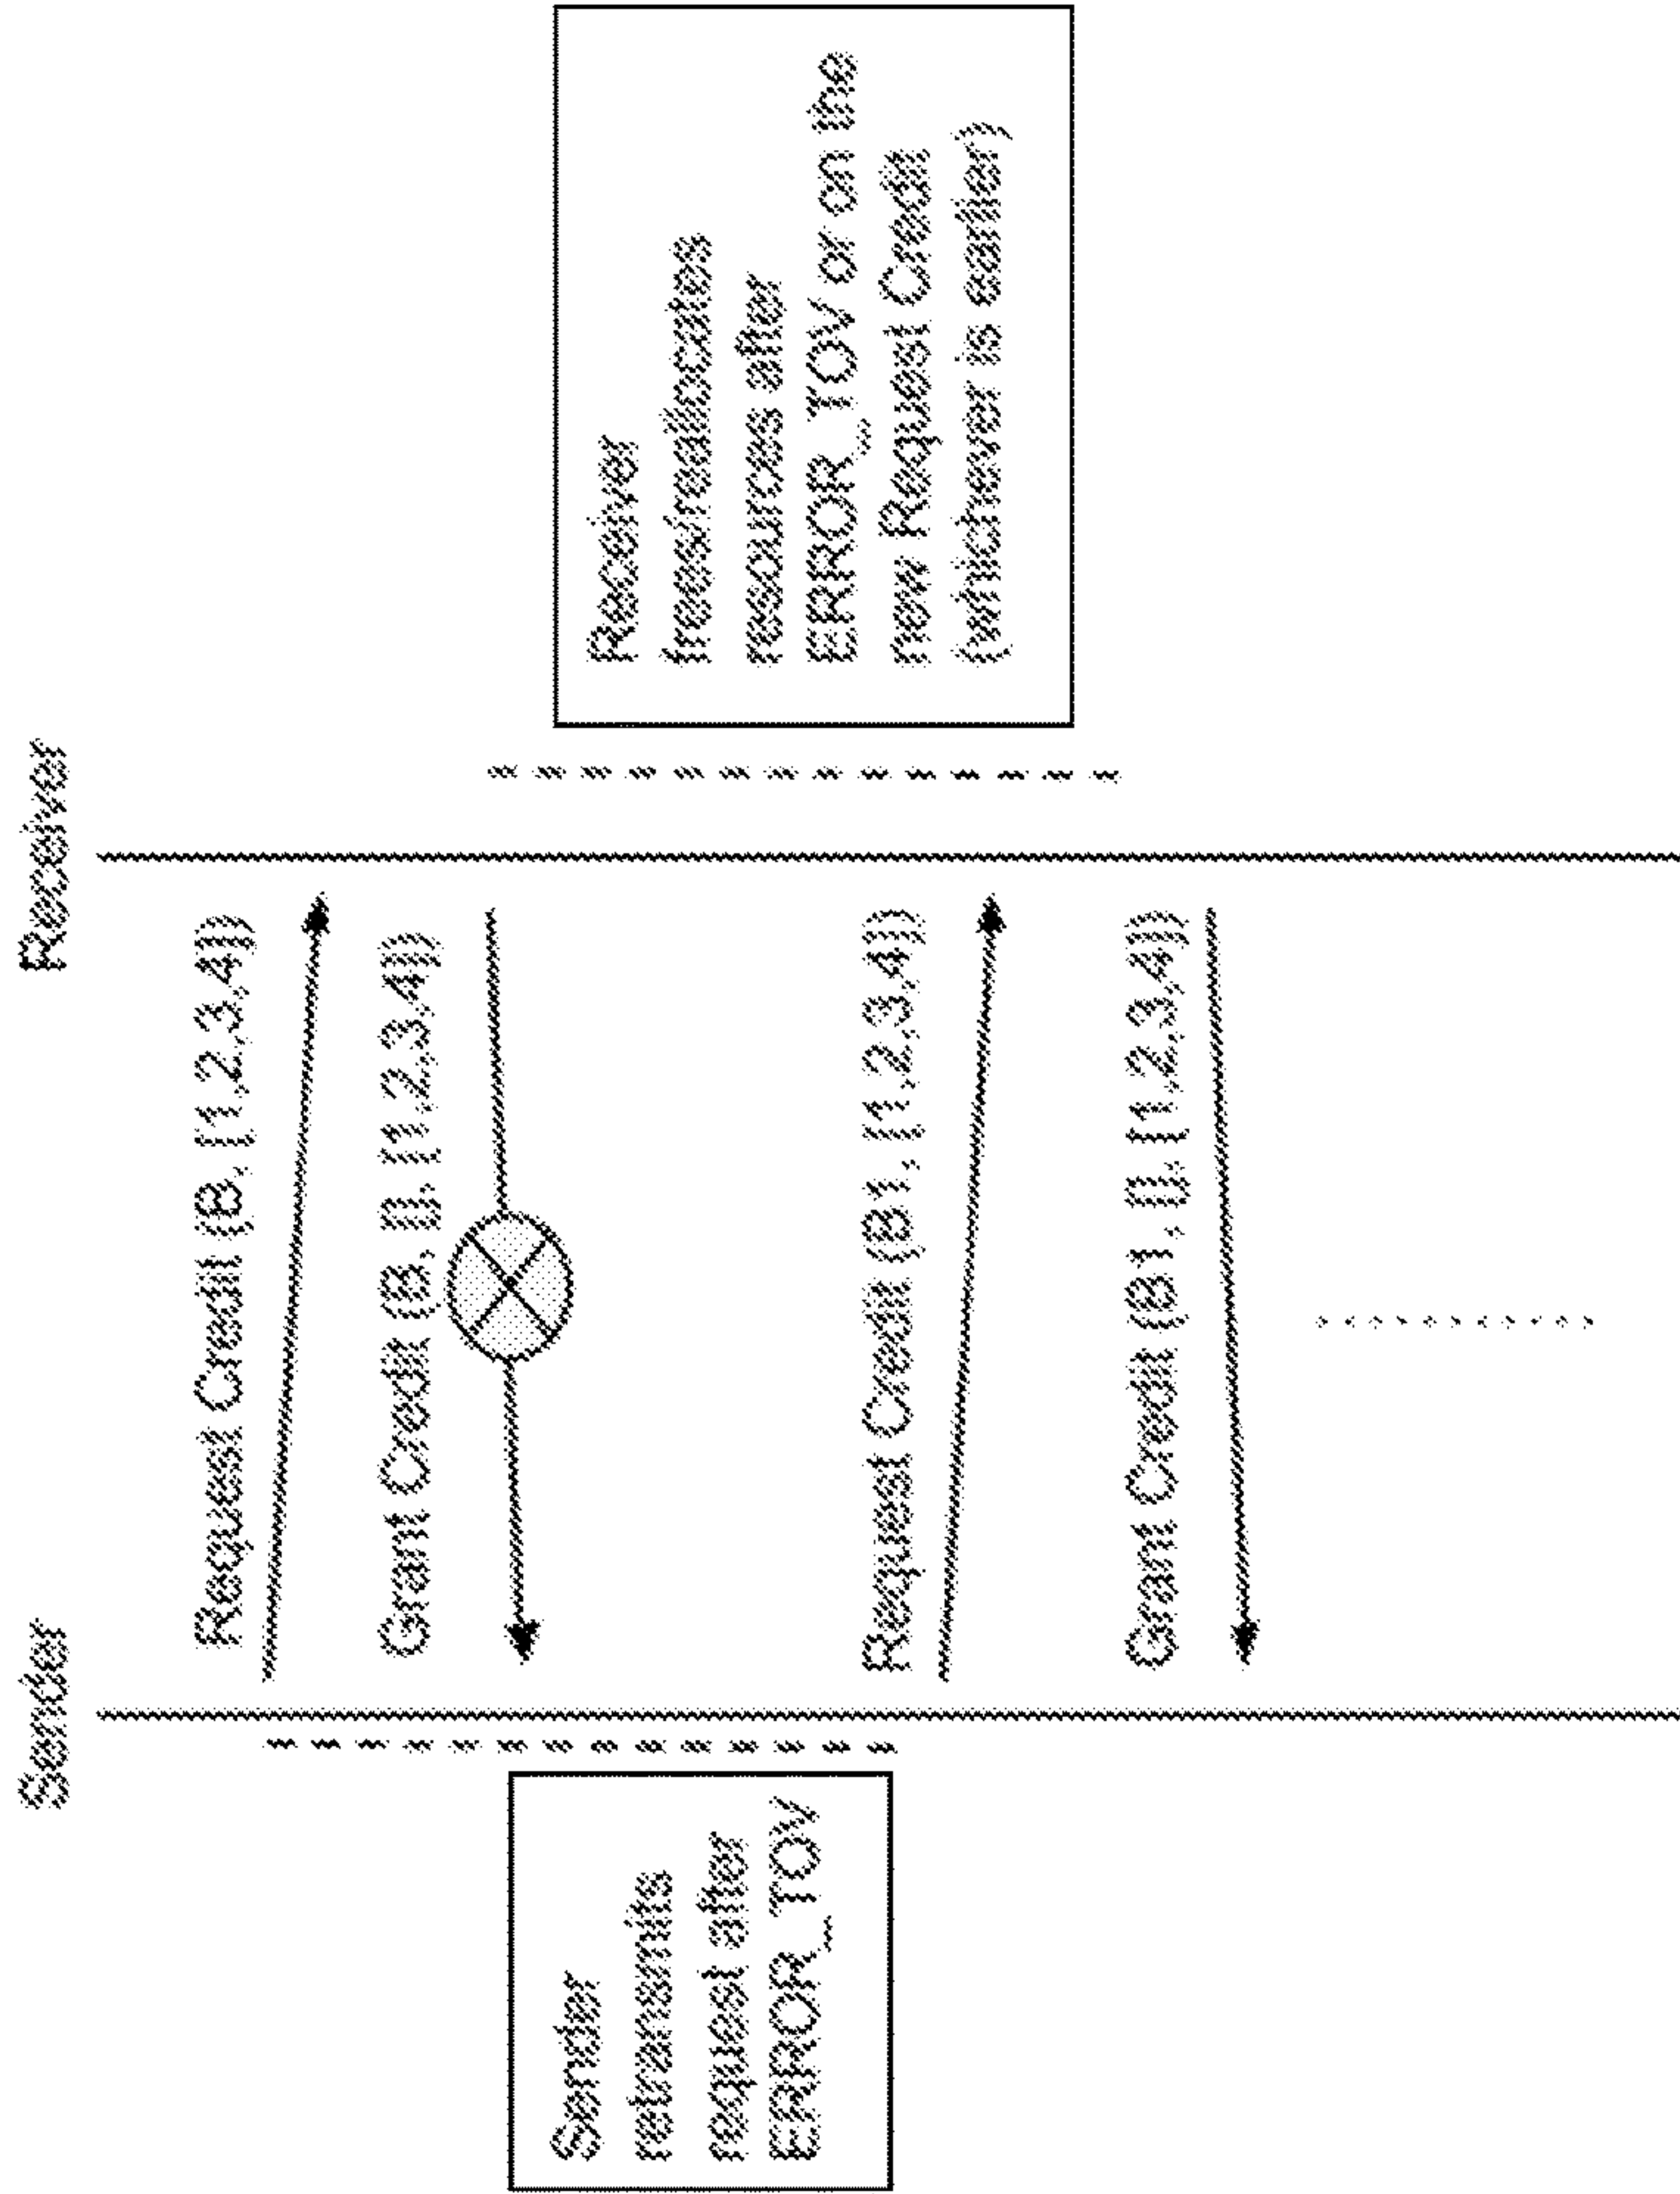 Sender
Receiver
Request Credit (B, [1,2,3,4])
Grant Credit (B, [], [1,2,3,4])
Sender
retransmits
request after
ERROR_TOV
Receiver
frees/reallocates
resources after
ERROR_TOV or on the
new Request Credit
(whichever is earlier)
Request Credit (B1, [1,2,3,4])
Grant Credit (B1, [], [1,2,3,4])